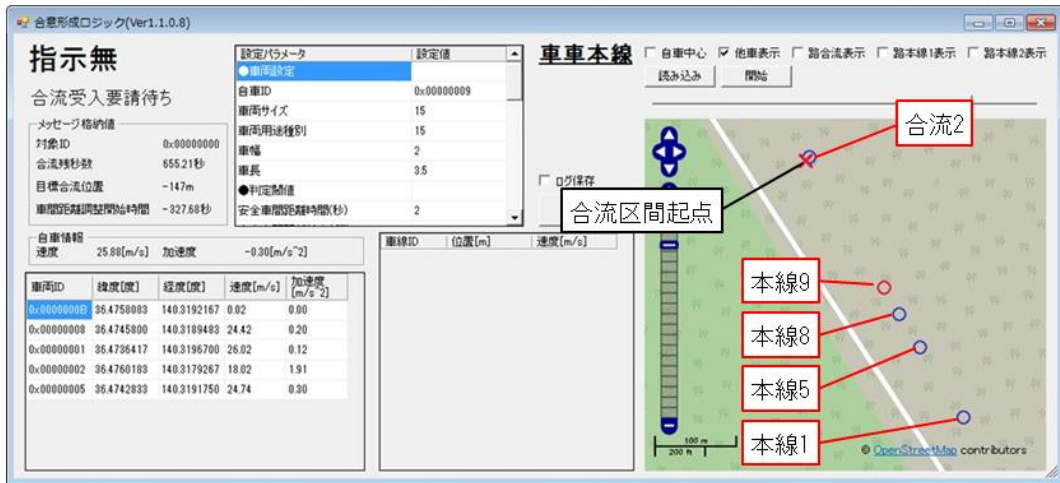 合意形成ロジック(Ver1.1.0.8)
指示無
合流受入要請待ち
メッセージ格納値
対象ID 0x00000000
合流残秒数 655.21秒
目標合流位置 -147m
車間距離調整開始時間 -327.68秒
設定パラメータ 設定値
●車両設定
自車ID 0x00000009
車両サイズ 15
車両用途種別 15
車幅 2
車長 3.5
●判定閾値
安全車間距離時間(秒) 2
車車本線
自車中心 他車表示 路合流表示 路本線1表示 路本線2表示
読み込み 開始
ログ保存
自車情報
速度 25.88[m/s] 加速度 -0.30[m/s^2]
車両ID 緯度[度] 経度[度] 速度[m/s] 加速度[m/s^2]
0x0000000B 36.4758083 140.3192167 0.02 0.00
0x00000008 36.4745800 140.3189483 24.42 0.20
0x00000001 36.4736417 140.3196700 26.02 0.12
0x00000002 36.4760183 140.3179267 18.02 1.91
0x00000005 36.4742833 140.3191750 24.74 0.30
車線ID 位置[m] 速度[m/s]
合流2
合流区間起点
本線9
本線8
本線5
本線1
100 m
200 ft
© OpenStreetMap contributors